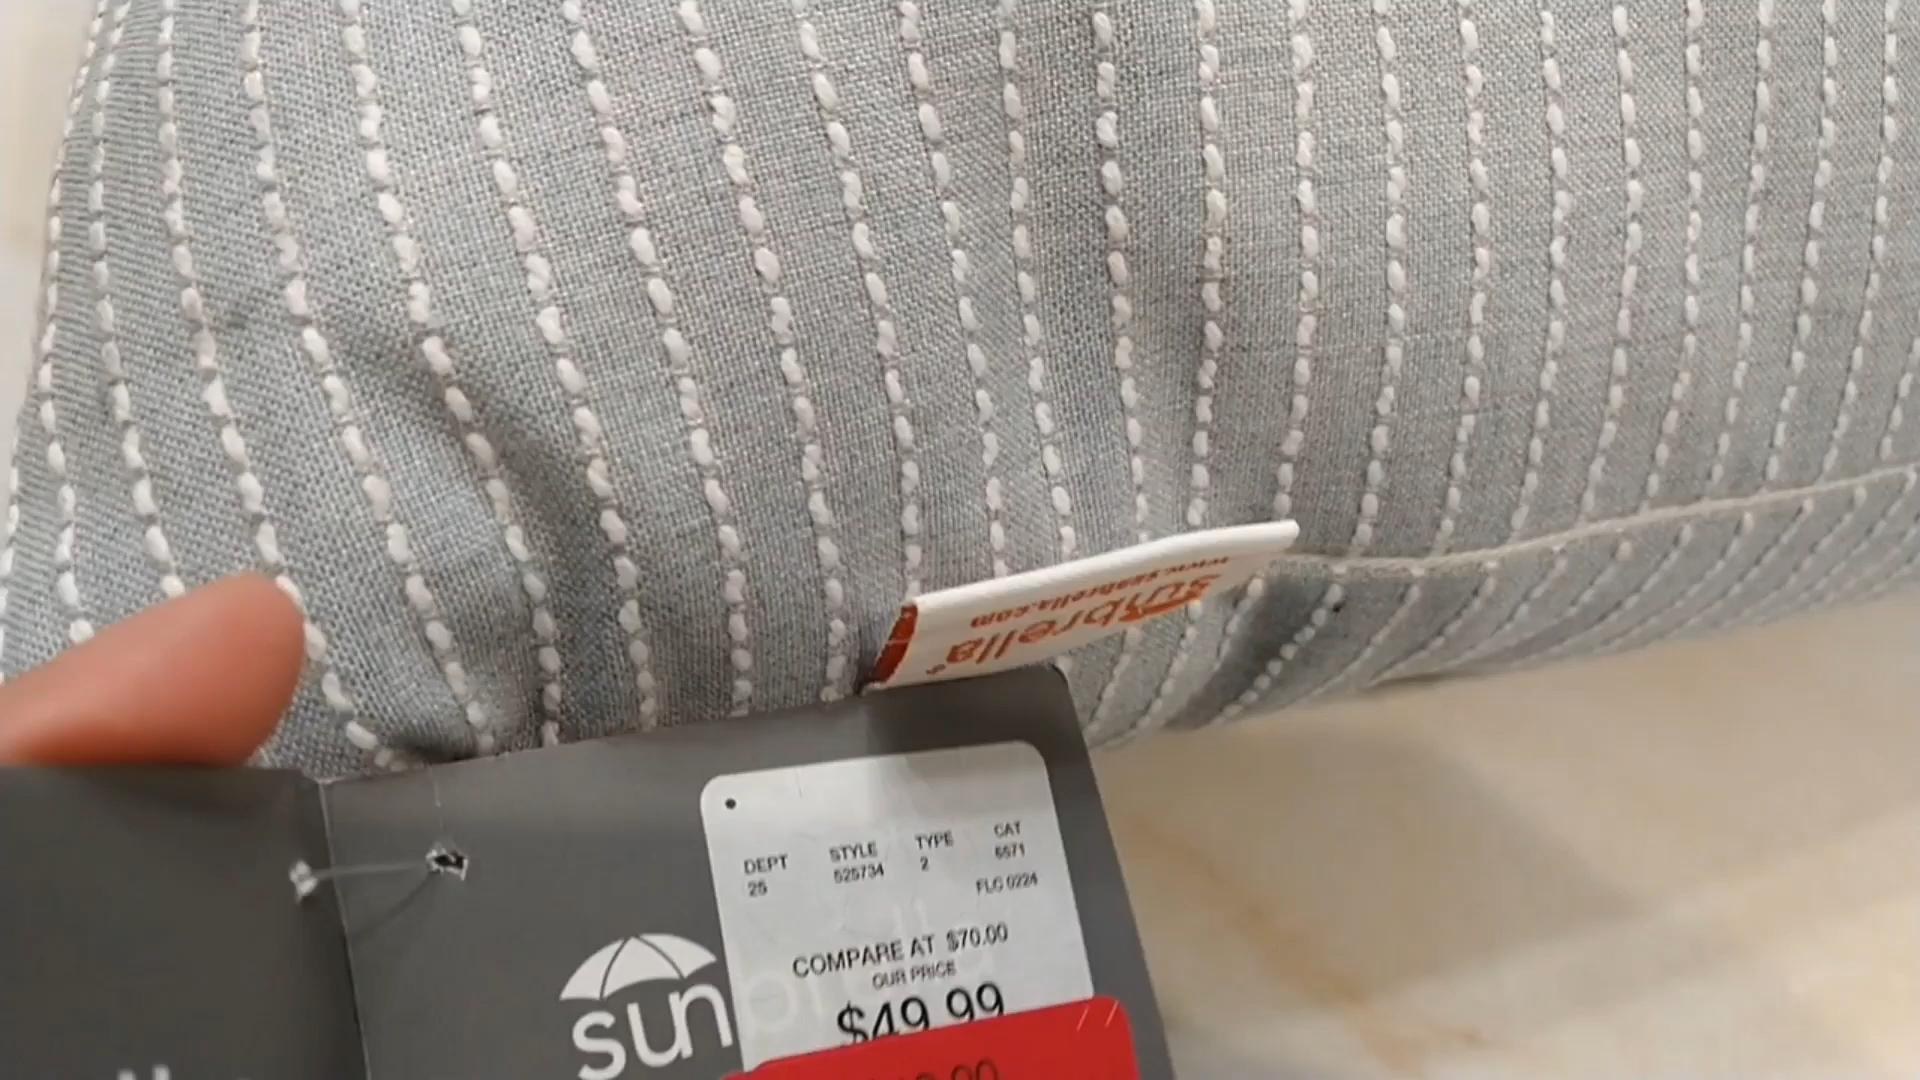 sunbrella®
www.sunbrella.com
DEPT STYLE TYPE CAT
25 525734 2 6571
FLC 0224
COMPARE AT $70.00
OUR PRICE
$49.99
sun